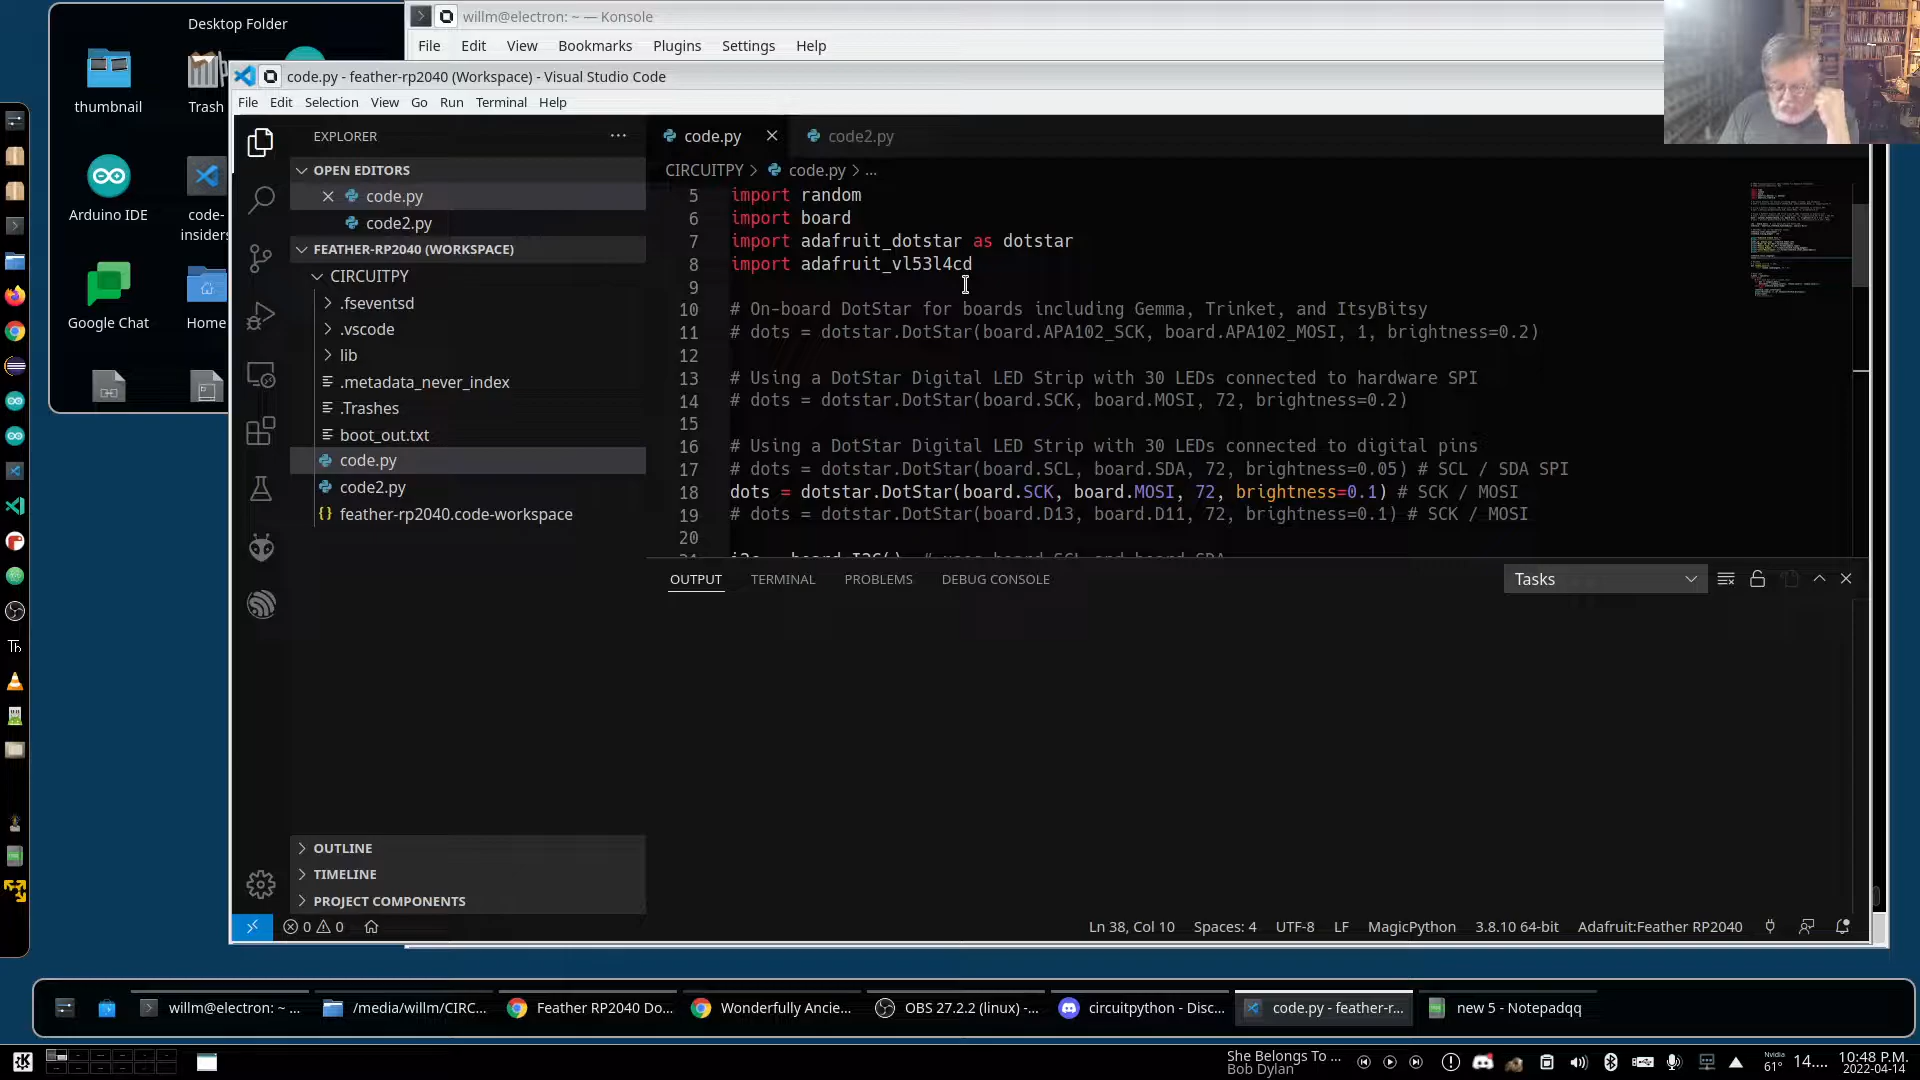 Desktop Folder
thumbnail
Trash
Arduino IDE
code-
insiders
Google Chat
Home
willm@electron: ~ — Konsole
File Edit View Bookmarks Plugins Settings Help
code.py - feather-rp2040 (Workspace) - Visual Studio Code
File Edit Selection View Go Run Terminal Help
EXPLORER
OPEN EDITORS
code.py
code2.py
FEATHER-RP2040 (WORKSPACE)
CIRCUITPY
.fseventsd
.vscode
lib
.metadata_never_index
.Trashes
boot_out.txt
code.py
code2.py
{} feather-rp2040.code-workspace
OUTLINE
TIMELINE
PROJECT COMPONENTS
code.py code2.py
CIRCUITPY > code.py > ...
5 import random
6 import board
7 import adafruit_dotstar as dotstar
8 import adafruit_vl53l4cd
9
10 # On-board DotStar for boards including Gemma, Trinket, and ItsyBitsy
11 # dots = dotstar.DotStar(board.APA102_SCK, board.APA102_MOSI, 1, brightness=0.2)
12
13 # Using a DotStar Digital LED Strip with 30 LEDs connected to hardware SPI
14 # dots = dotstar.DotStar(board.SCK, board.MOSI, 72, brightness=0.2)
15
16 # Using a DotStar Digital LED Strip with 30 LEDs connected to digital pins
17 # dots = dotstar.DotStar(board.SCL, board.SDA, 72, brightness=0.05) # SCL / SDA SPI
18 dots = dotstar.DotStar(board.SCK, board.MOSI, 72, brightness=0.1) # SCK / MOSI
19 # dots = dotstar.DotStar(board.D13, board.D11, 72, brightness=0.1) # SCK / MOSI
20
OUTPUT TERMINAL PROBLEMS DEBUG CONSOLE
Tasks
0 0
Ln 38, Col 10 Spaces: 4 UTF-8 LF MagicPython 3.8.10 64-bit Adafruit:Feather RP2040
willm@electron: ~ ...
/media/willm/CIRC...
Feather RP2040 Do...
Wonderfully Ancie...
OBS 27.2.2 (linux) -...
circuitpython - Disc...
code.py - feather-r...
new 5 - Notepadqq
She Belongs To ...
Bob Dylan
Nvidia
61°
14....
10:48 P.M.
2022-04-14